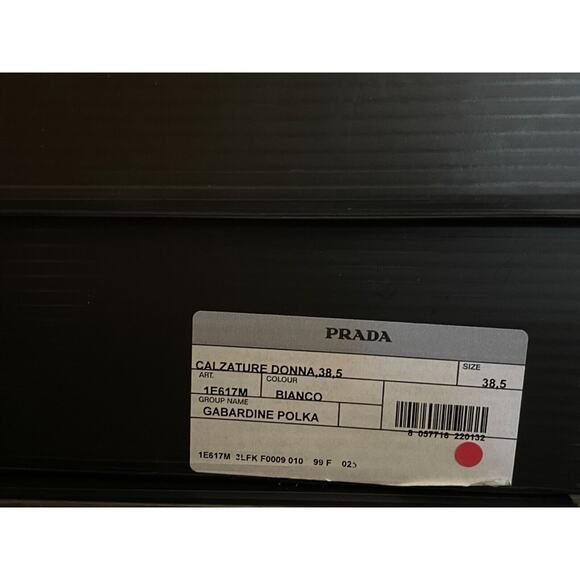 PRADA
CALZATURE DONNA,38,5
SIZE
38,5
ART.
1E617M
COLOUR
BIANCO
GROUP NAME
GABARDINE POLKA
8 057716 220132
1E617M 3LFK F0009 010 99 F 025